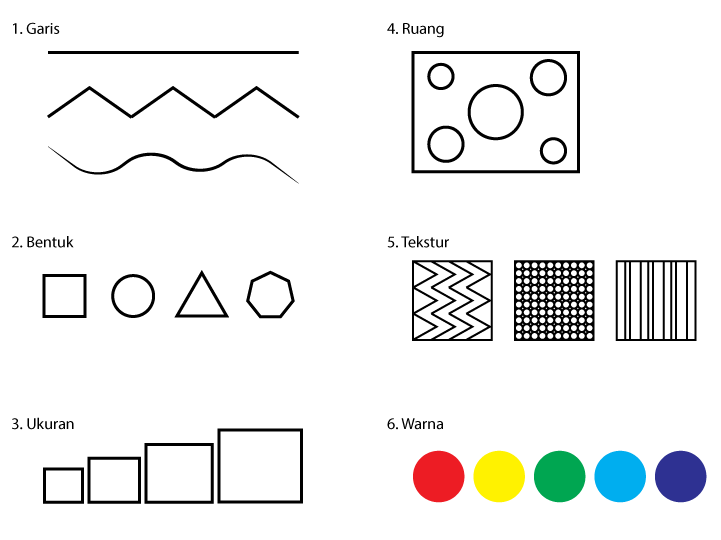 1. Garis
2. Bentuk
3. Ukuran
4. Ruang
5. Tekstur
6. Warna